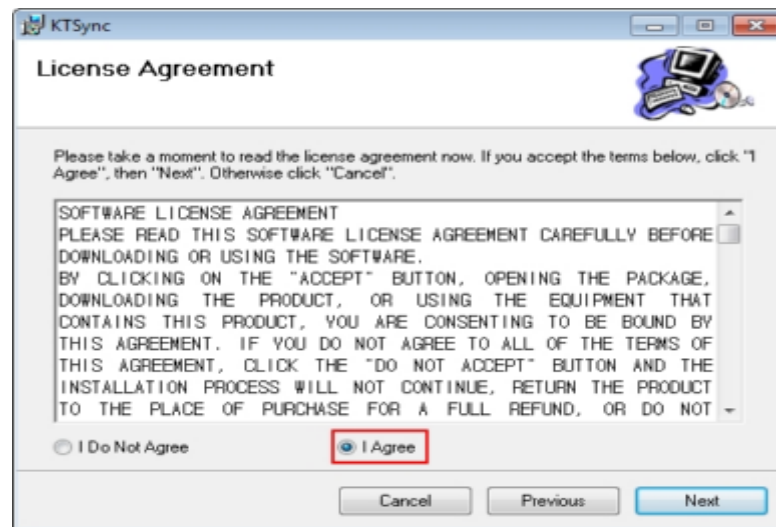 KTSync
License Agreement
Please take a moment to read the license agreement now. If you accept the terms below, click "I
Agree", then "Next". Otherwise click "Cancel".
SOFTWARE LICENSE AGREEMENT
PLEASE READ THIS SOFTWARE LICENSE AGREEMENT CAREFULLY BEFORE
DOWNLOADING OR USING THE SOFTWARE.
BY CLICKING ON THE "ACCEPT" BUTTON, OPENING THE PACKAGE,
DOWNLOADING THE PRODUCT, OR USING THE EQUIPMENT THAT
CONTAINS THIS PRODUCT, YOU ARE CONSENTING TO BE BOUND BY
THIS AGREEMENT. IF YOU DO NOT AGREE TO ALL OF THE TERMS OF
THIS AGREEMENT, CLICK THE "DO NOT ACCEPT" BUTTON AND THE
INSTALLATION PROCESS WILL NOT CONTINUE, RETURN THE PRODUCT
TO THE PLACE OF PURCHASE FOR A FULL REFUND, OR DO NOT
I Do Not Agree
I Agree
Cancel
Previous
Next